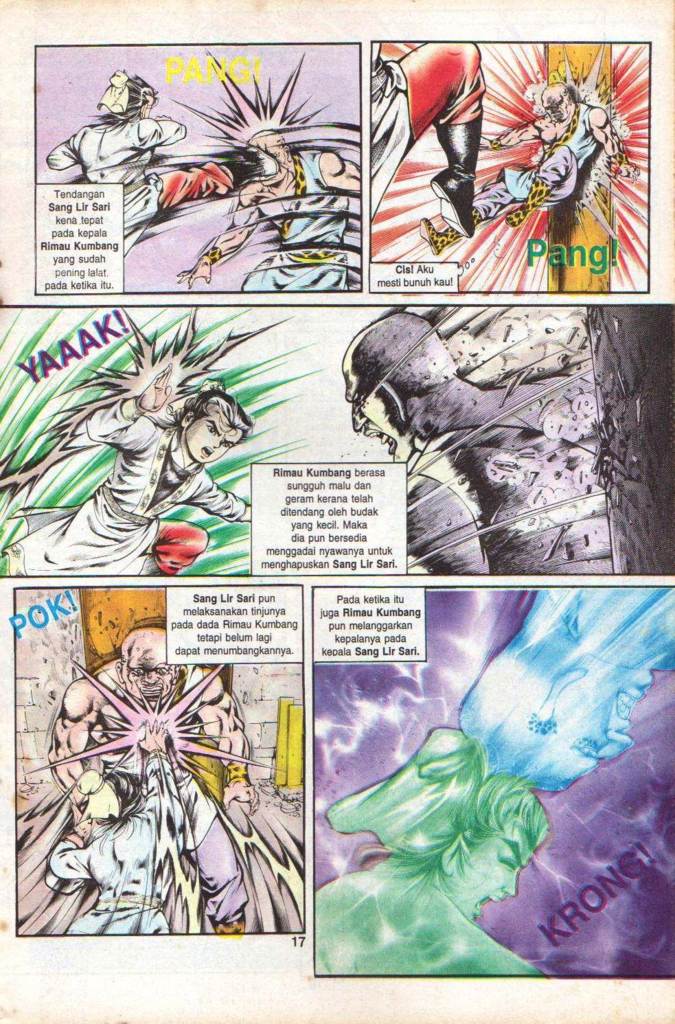 PANG!
Tendangan
Sang Lir Sari
kena tepat
pada kepala
Rimau Kumbang
yang sudah
pening lalat
pada ketika itu.
Pang!
Cis! Aku
mesti bunuh kau!
YAAAK!
Rimau Kumbang berasa
sungguh malu dan
geram kerana telah
ditendang oleh budak
yang kecil. Maka
dia pun bersedia
menggadai nyawanya untuk
menghapuskan Sang Lir Sari.
POK!
Sang Lir Sari pun
melaksanakan tinjunya
pada dada Rimau Kumbang
tetapi belum lagi
dapat menumbangkannya.
Pada ketika itu
juga Rimau Kumbang
pun melanggarkan
kepalanya pada
kepala Sang Lir Sari.
KRONG!
17